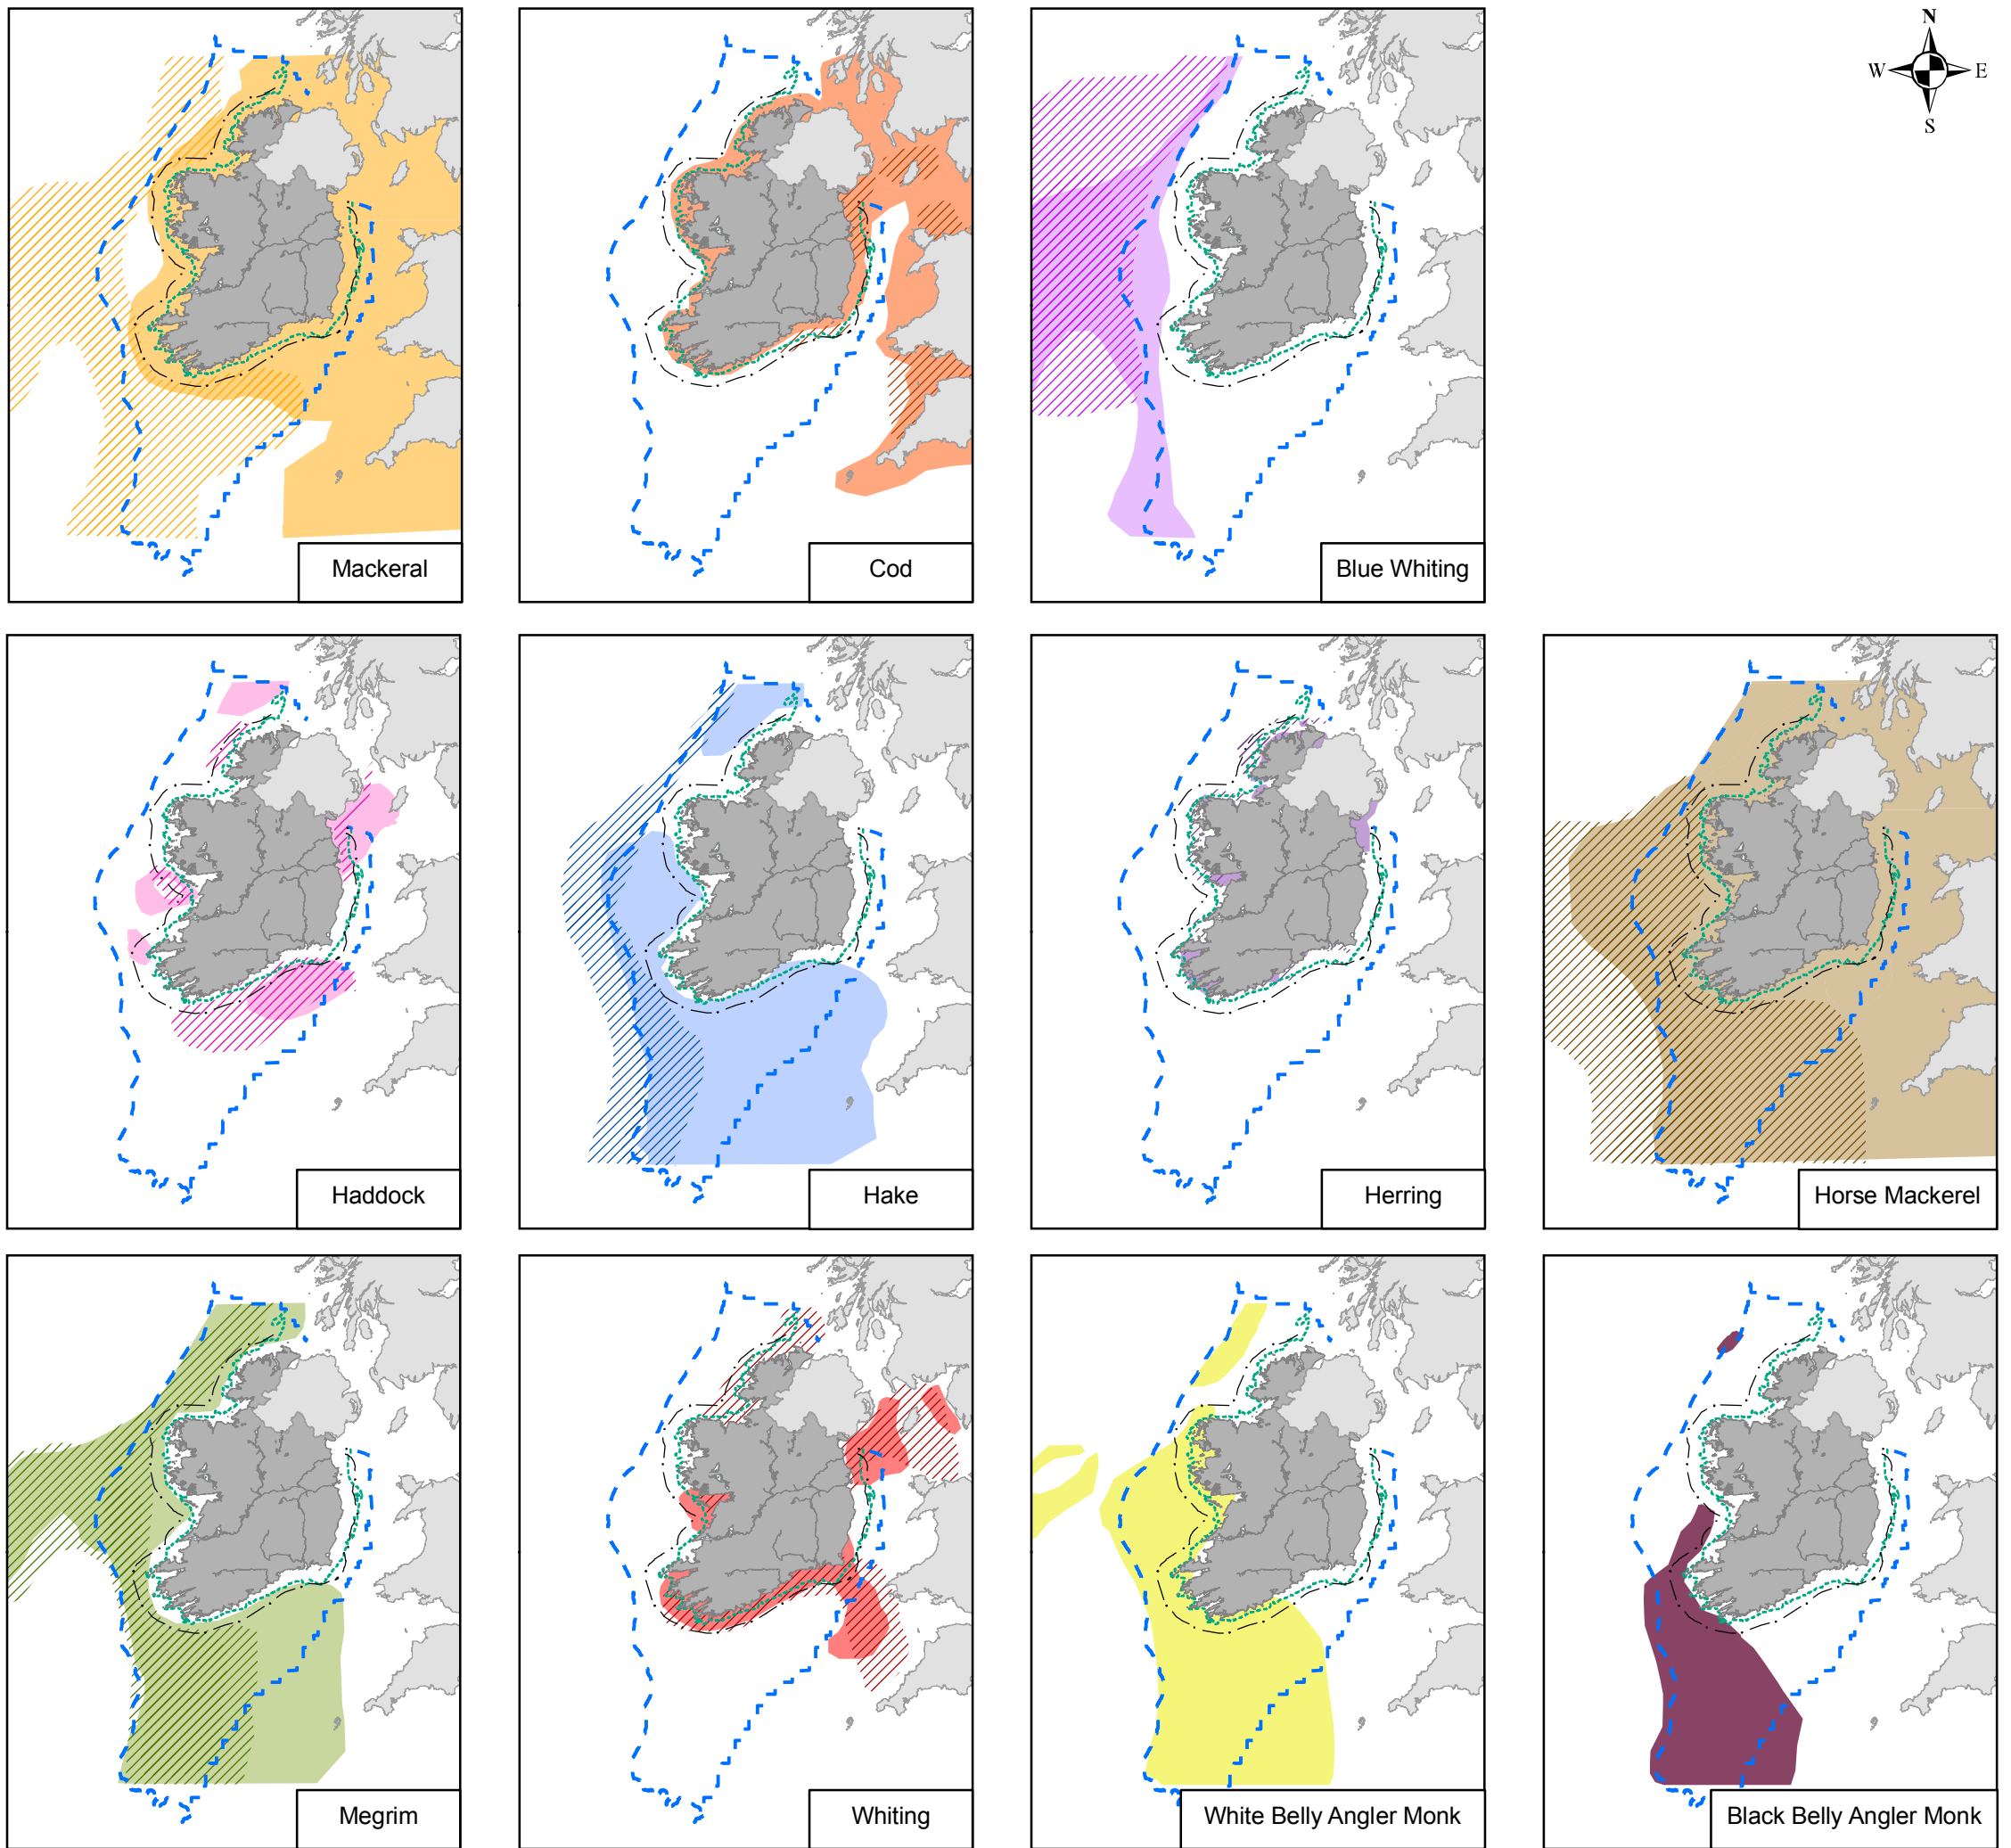 N
W E
S
Mackeral
Cod
Blue Whiting
Haddock
Hake
Herring
Horse Mackerel
Megrim
Whiting
White Belly Angler Monk
Black Belly Angler Monk